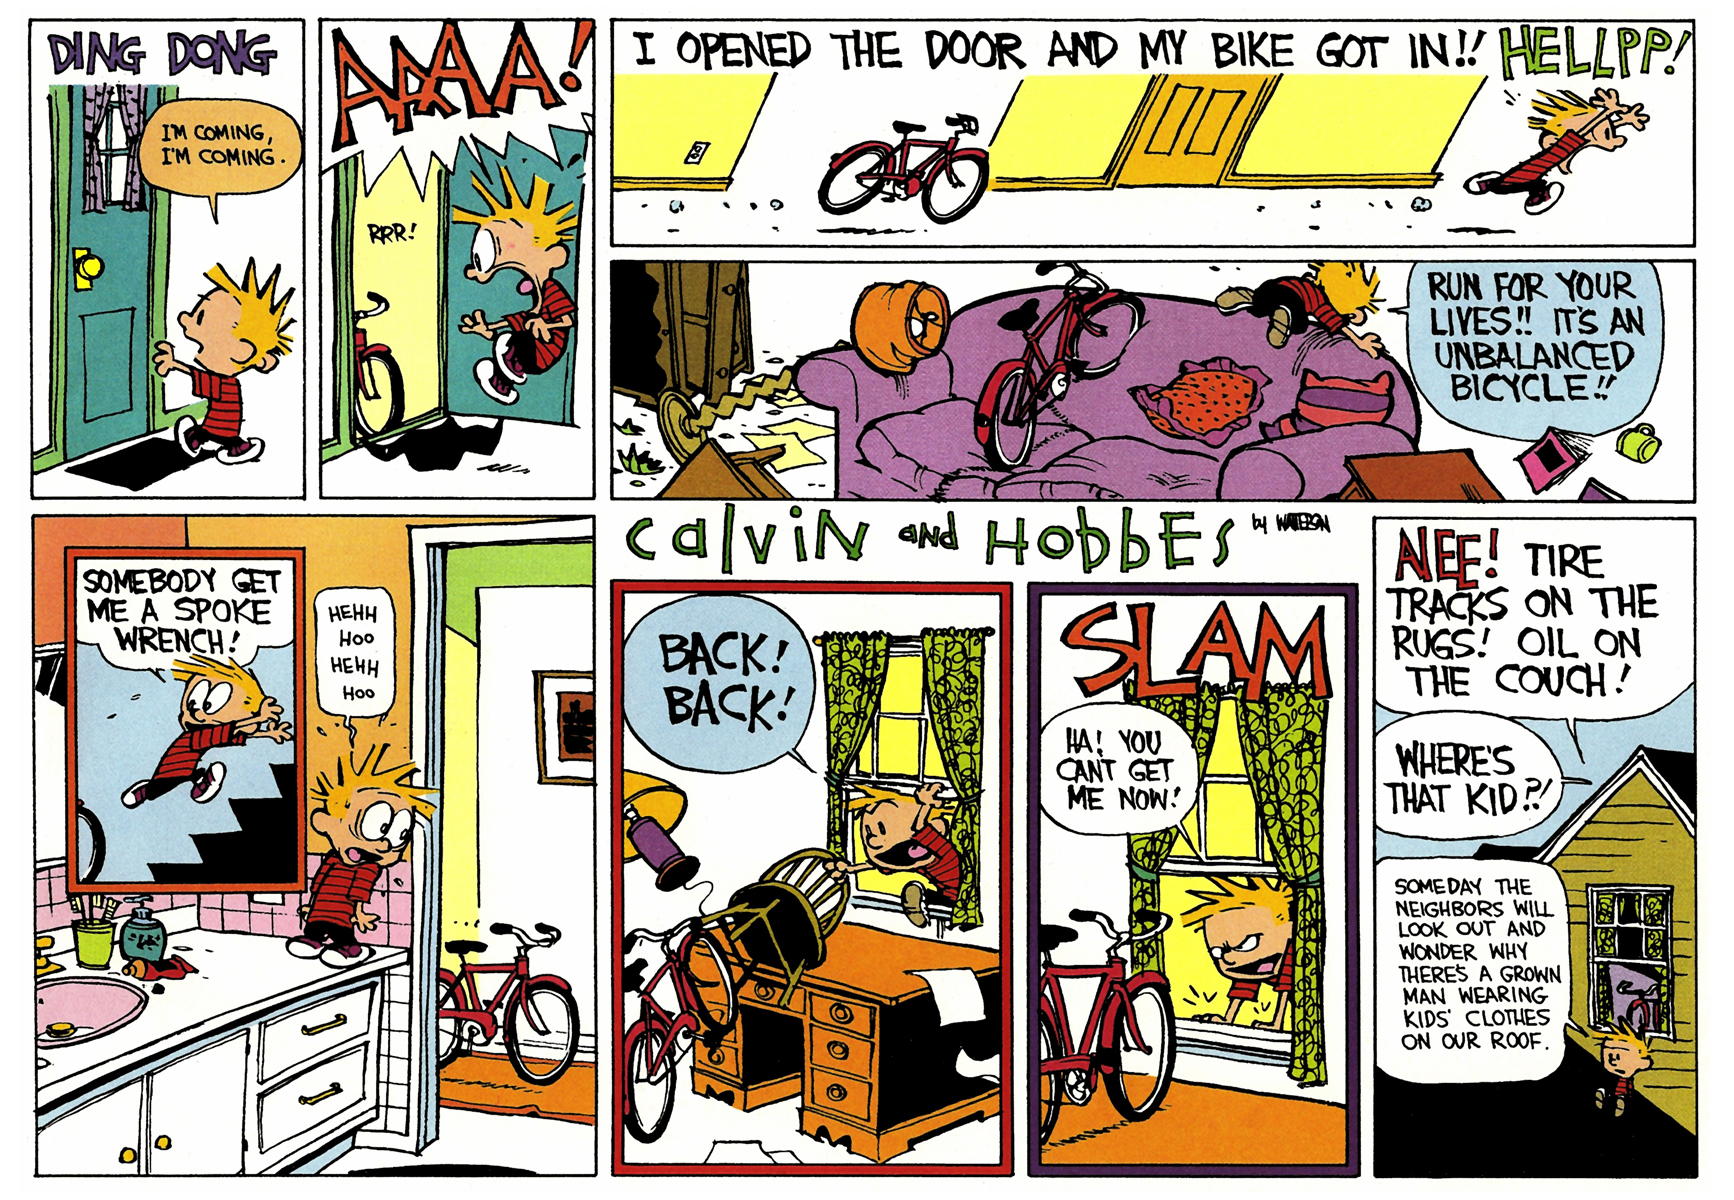 DING DONG
I'M COMING,
I'M COMING.
AAAA!
RRR!
I OPENED THE DOOR AND MY BIKE GOT IN!! HELLPP!
RUN FOR YOUR
LIVES!! IT'S AN
UNBALANCED
BICYCLE!!
SOMEBODY GET
ME A SPOKE
WRENCH!
HEHH
HOO
HEHH
HOO
CALVIN AND HOBBES by WATTERSON
BACK!
BACK!
SLAM
HA! YOU
CAN'T GET
ME NOW!
AIEE! TIRE
TRACKS ON THE
RUGS! OIL ON
THE COUCH!
WHERE'S
THAT KID?!
SOMEDAY THE
NEIGHBORS WILL
LOOK OUT AND
WONDER WHY
THERE'S A GROWN
MAN WEARING
KIDS' CLOTHES
ON OUR ROOF.